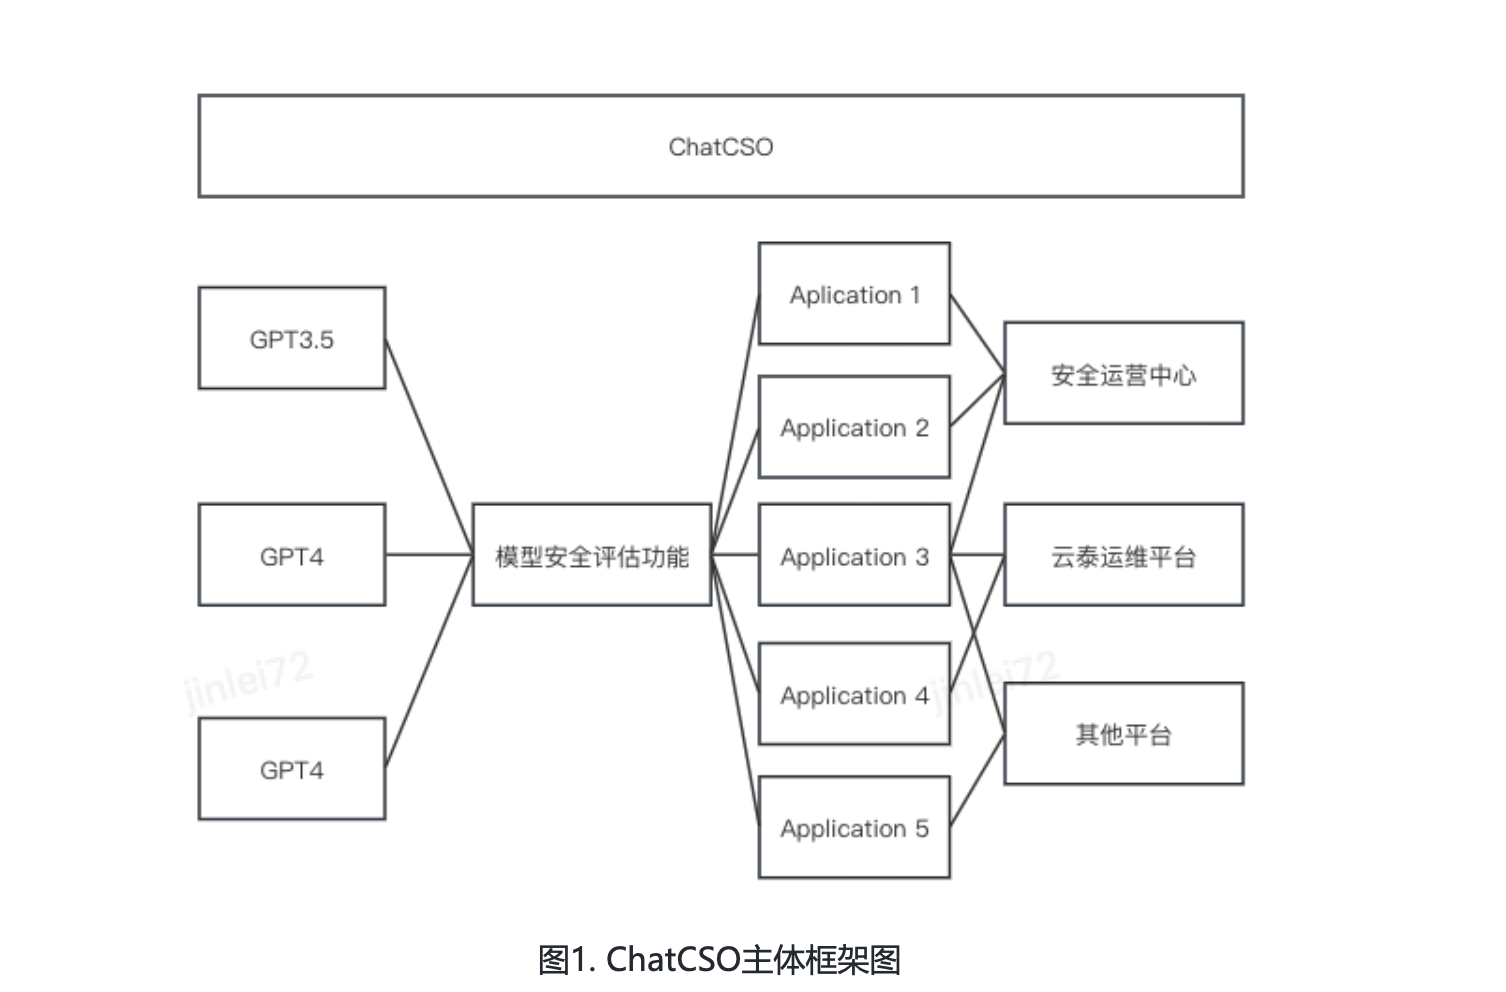 ChatCSO
Aplication 1
GPT3.5
安全运营中心
Application 2
GPT4
模型安全评估功能
Application 3
云泰运维平台
jinlei72
jinlei72
Application 4
其他平台
GPT4
Application 5
图1. ChatCSO主体框架图